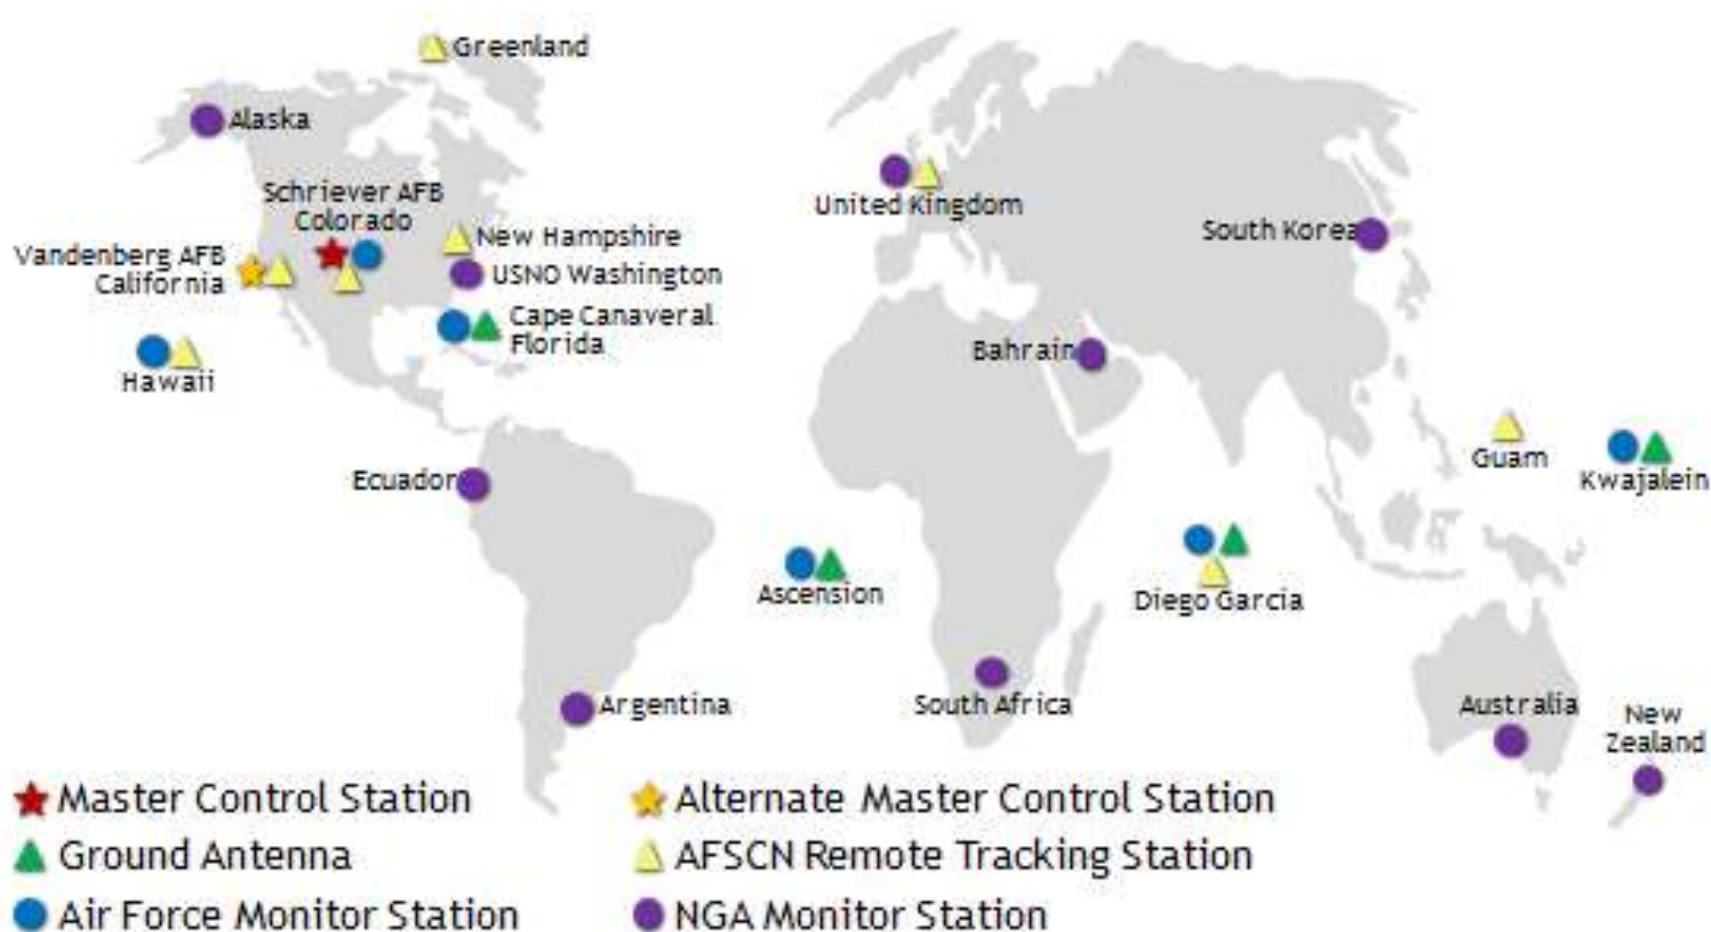 Greenland
Alaska
Schriever AFB
Colorado
New Hampshire
Vandenberg AFB
California
USNO Washington
Cape Canaveral
Florida
Hawaii
United Kingdom
South Korea
Bahrain
Guam
Kwajalein
Ecuador
Ascension
Diego Garcia
Argentina
South Africa
Australia
New
Zealand
Master Control Station
Alternate Master Control Station
Ground Antenna
AFSCN Remote Tracking Station
Air Force Monitor Station
NGA Monitor Station